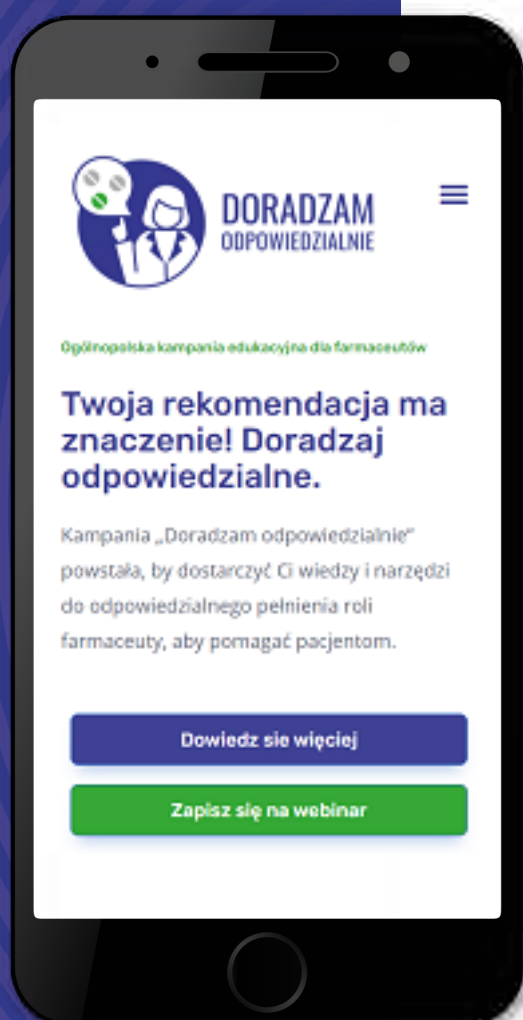 DORADZAM
ODPOWIEDZIALNIE
Ogólnopolska kampania edukacyjna dla farmaceutów
Twoja rekomendacja ma
znaczenie! Doradzaj
odpowiedzialne.
Kampania „Doradzam odpowiedzialnie”
powstała, by dostarczyć Ci wiedzy i narzędzi
do odpowiedzialnego pełnienia roli
farmaceuty, aby pomagać pacjentom.
Dowiedz sie więciej
Zapisz się na webinar